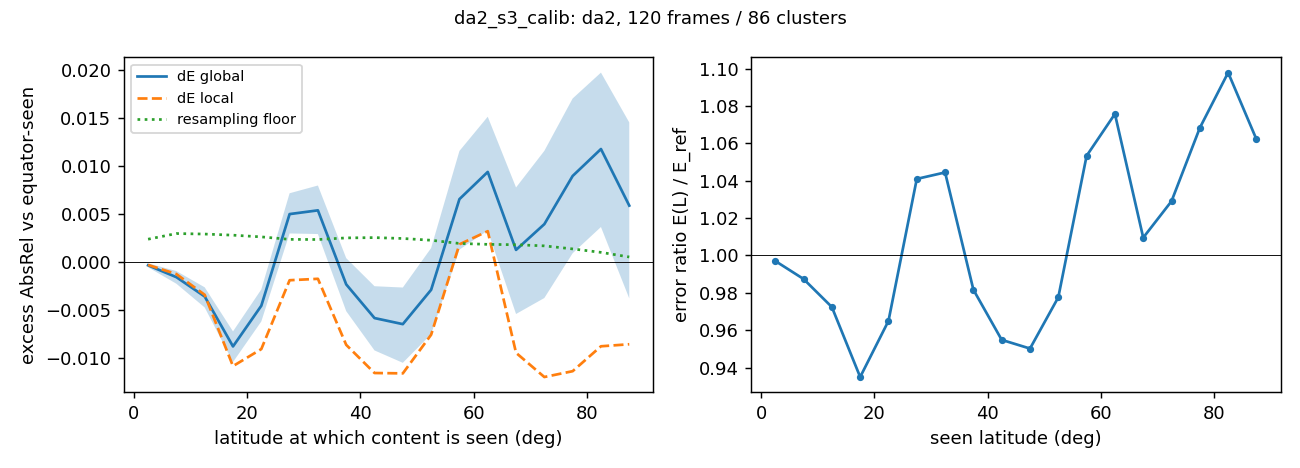 da2_s3_calib: da2, 120 frames / 86 clusters
excess AbsRel vs equator-seen
0.020
0.015
0.010
0.005
0.000
−0.005
−0.010
dE global
dE local
resampling floor
0 20 40 60 80
latitude at which content is seen (deg)
error ratio E(L) / E_ref
1.10
1.08
1.06
1.04
1.02
1.00
0.98
0.96
0.94
0 20 40 60 80
seen latitude (deg)